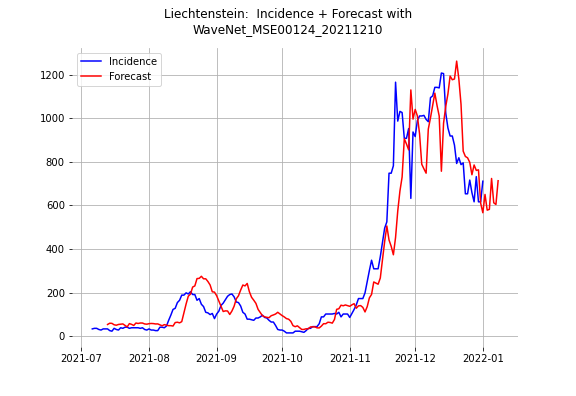 Liechtenstein:  Incidence + Forecast with
WaveNet_MSE00124_20211210
Incidence
Forecast
1200
1000
800
600
400
200
0
2021-07 2021-08 2021-09 2021-10 2021-11 2021-12 2022-01